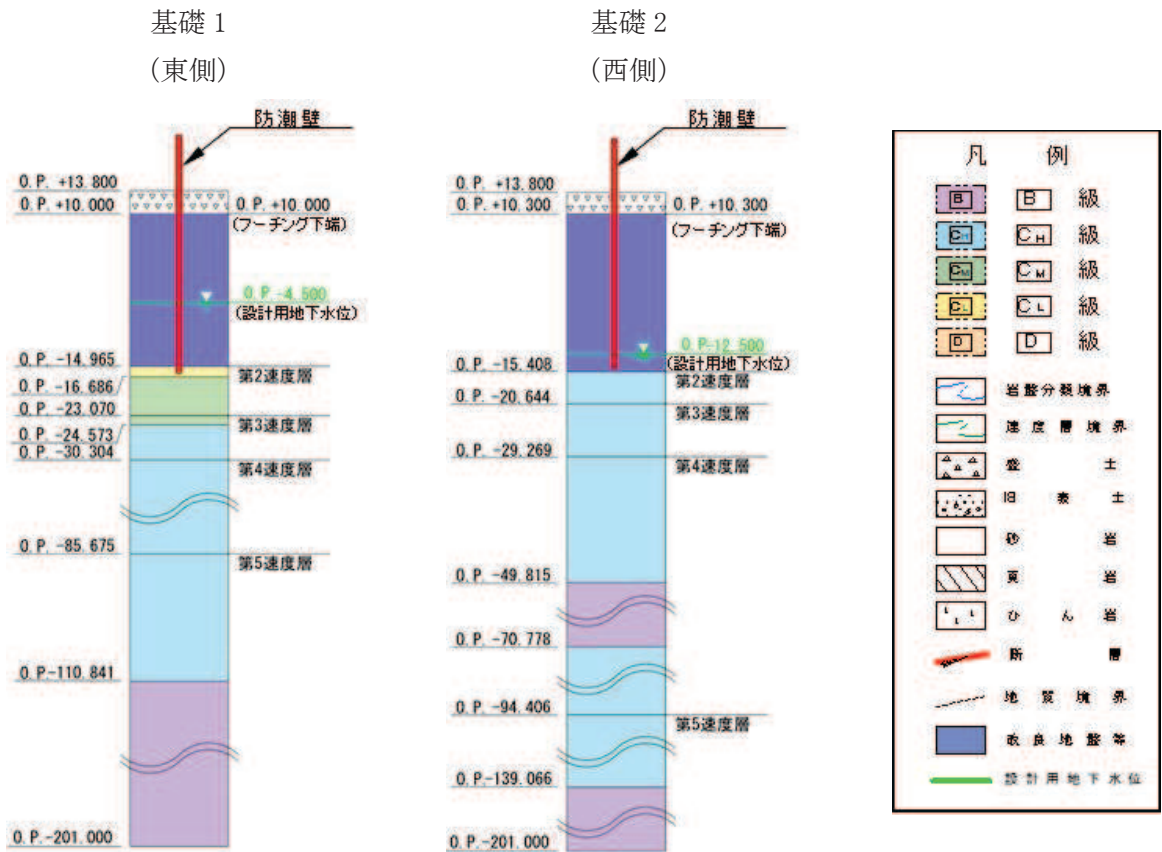 基礎 1
(東側)
防潮壁
O.P. +13.800
O.P. +10.000
O.P. +10.000
(フーチング下端)
O.P -4.500
(設計用地下水位)
O.P. -14.965
第2速度層
O.P. -16.686
O.P. -23.070
第3速度層
O.P. -24.573
O.P. -30.304
第4速度層
O.P. -85.675
第5速度層
O.P-110.841
O.P.-201.000
基礎 2
(西側)
防潮壁
O.P. +13.800
O.P. +10.300
O.P. +10.300
(フーチング下端)
O.P-12.500
(設計用地下水位)
O.P. -15.408
第2速度層
O.P. -20.644
第3速度層
O.P. -29.269
第4速度層
O.P. -49.815
O.P. -70.778
O.P. -94.406
第5速度層
O.P.-139.066
O.P.-201.000
凡 例
B B 級
CH CH 級
CM CM 級
CL CL 級
D D 級
岩盤分類境界
速度層境界
盛土
旧表土
砂岩
頁岩
ひん岩
断層
地質境界
改良地盤等
設計用地下水位